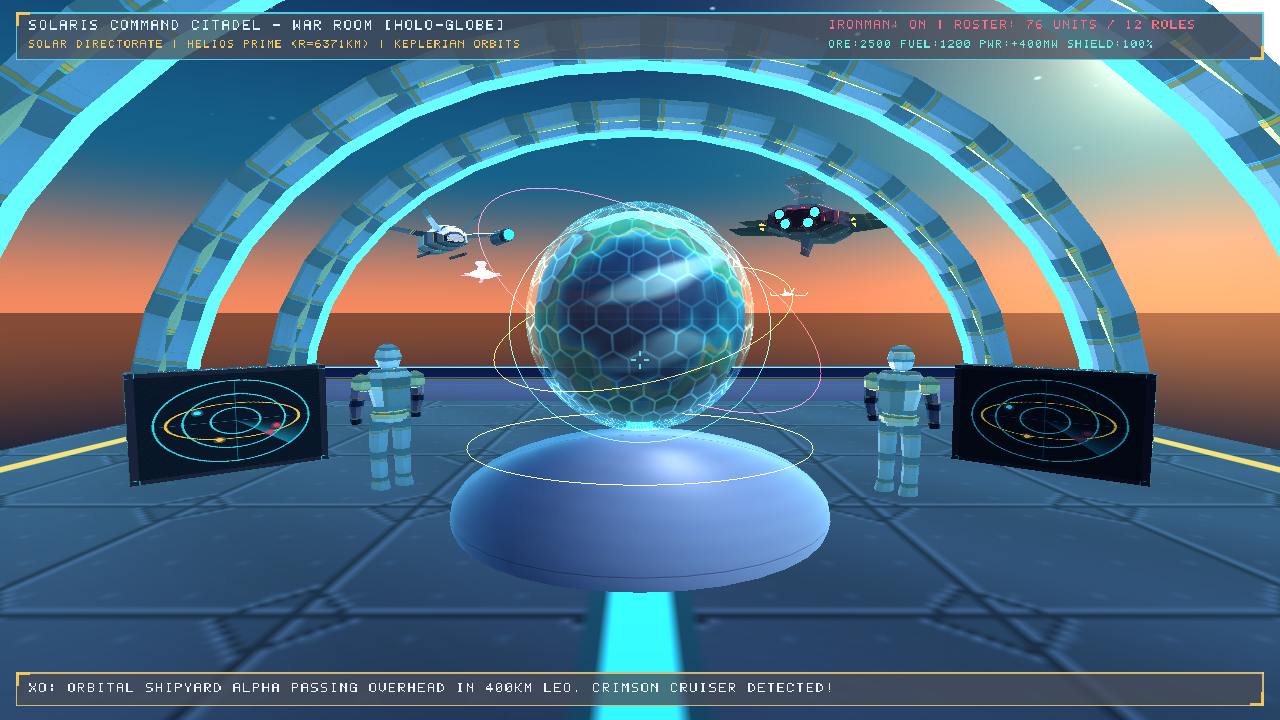 SOLARIS COMMAND CITADEL - WAR ROOM [HOLO-GLOBE]
SOLAR DIRECTORATE | HELIOS PRIME (R=6371KM) | KEPLERIAN ORBITS
IRONMAN: ON | ROSTER: 76 UNITS / 12 ROLES
ORE:2500 FUEL:1200 PWR:+400MW SHIELD:100%
XO: ORBITAL SHIPYARD ALPHA PASSING OVERHEAD IN 400KM LEO. CRIMSON CRUISER DETECTED!